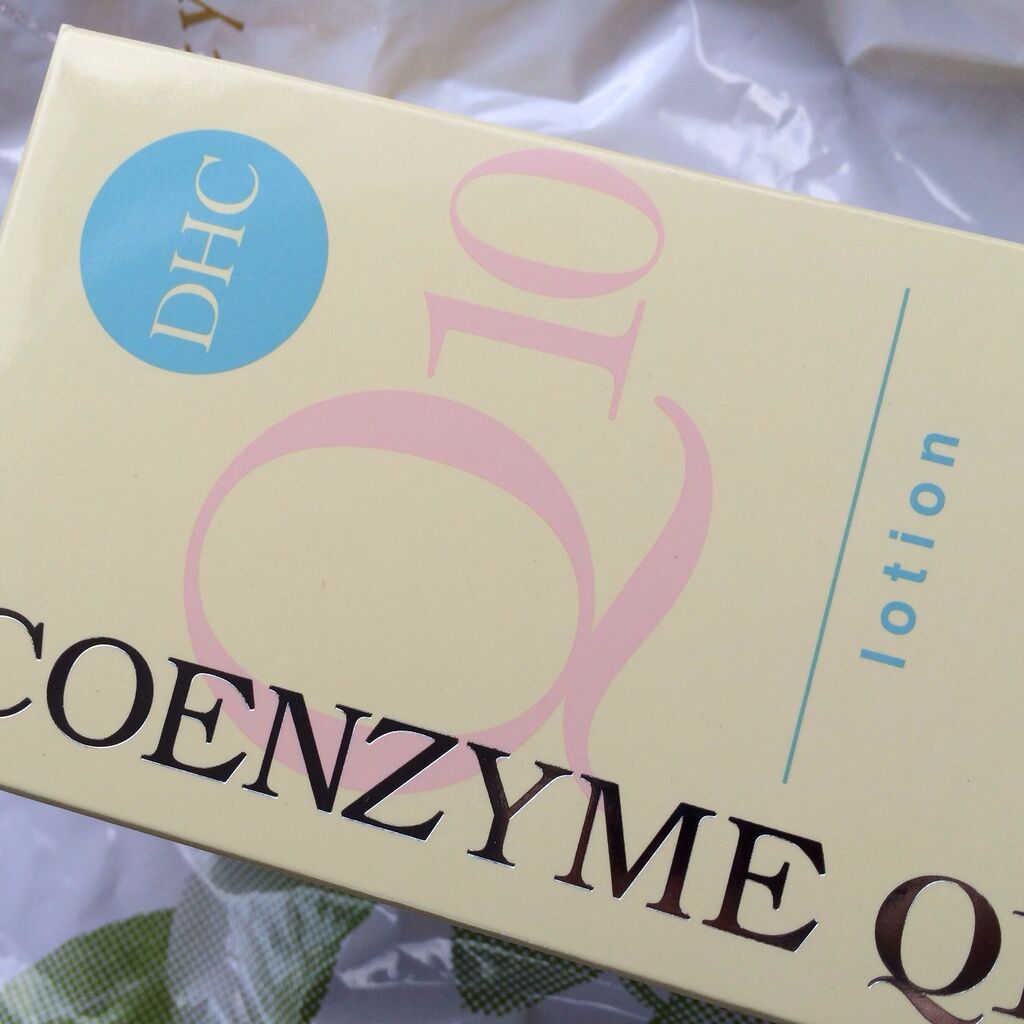 DHC
Q10
lotion
COENZYME Q